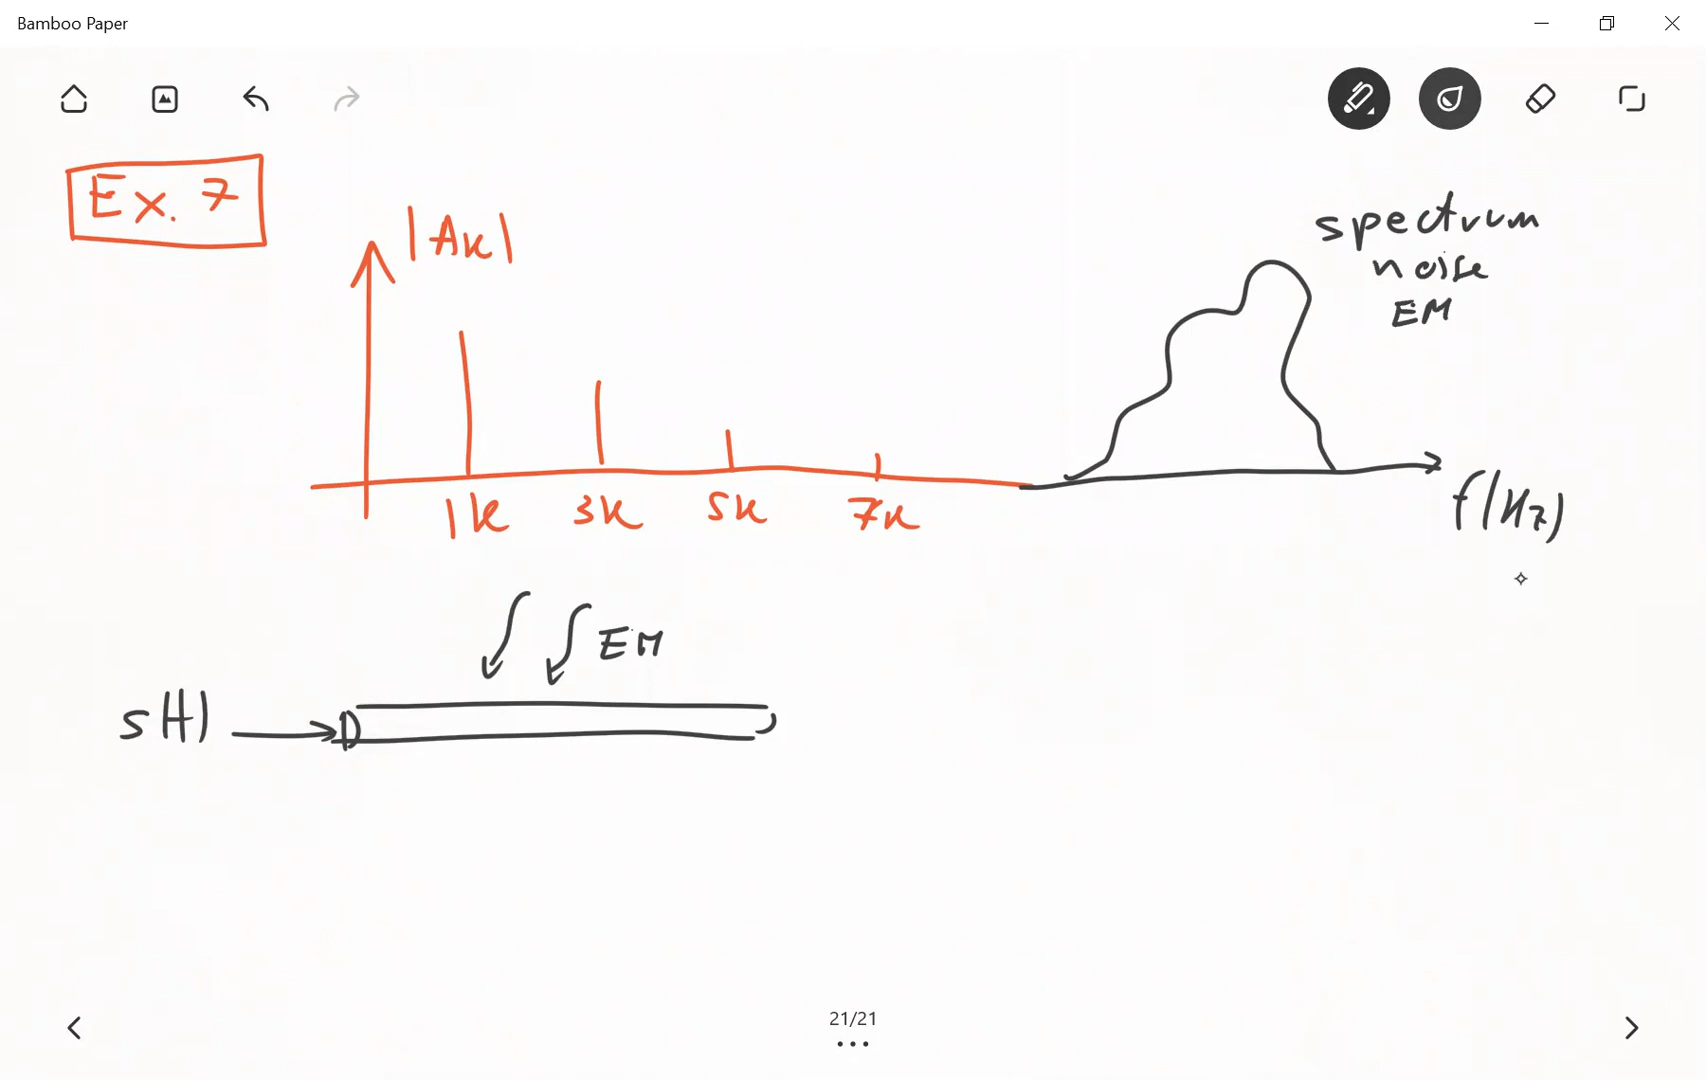 Bamboo Paper
Ex. 7
|Ak|
spectrum
noise
EM
1k 3k 5k 7k
f(Hz)
EM
s(t)
21/21